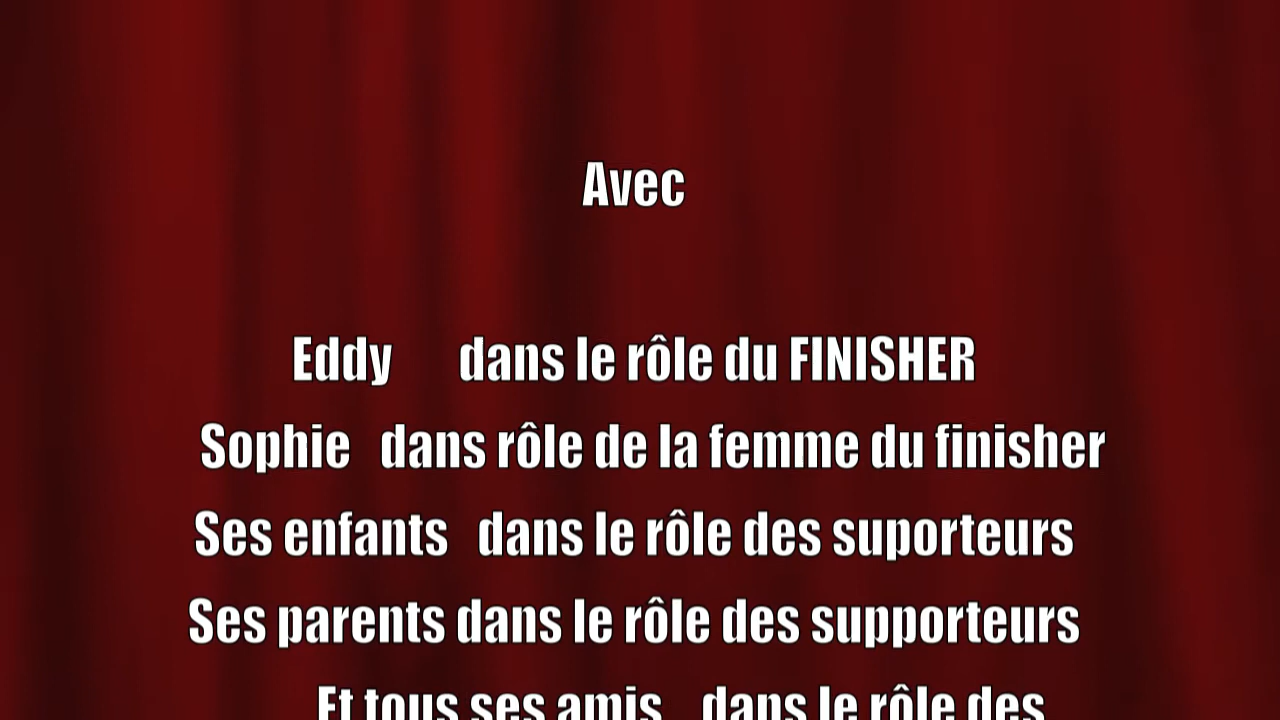 Avec
Eddy dans le rôle du FINISHER
Sophie dans rôle de la femme du finisher
Ses enfants dans le rôle des suporteurs
Ses parents dans le rôle des supporteurs
Et tous ses amis dans le rôle des